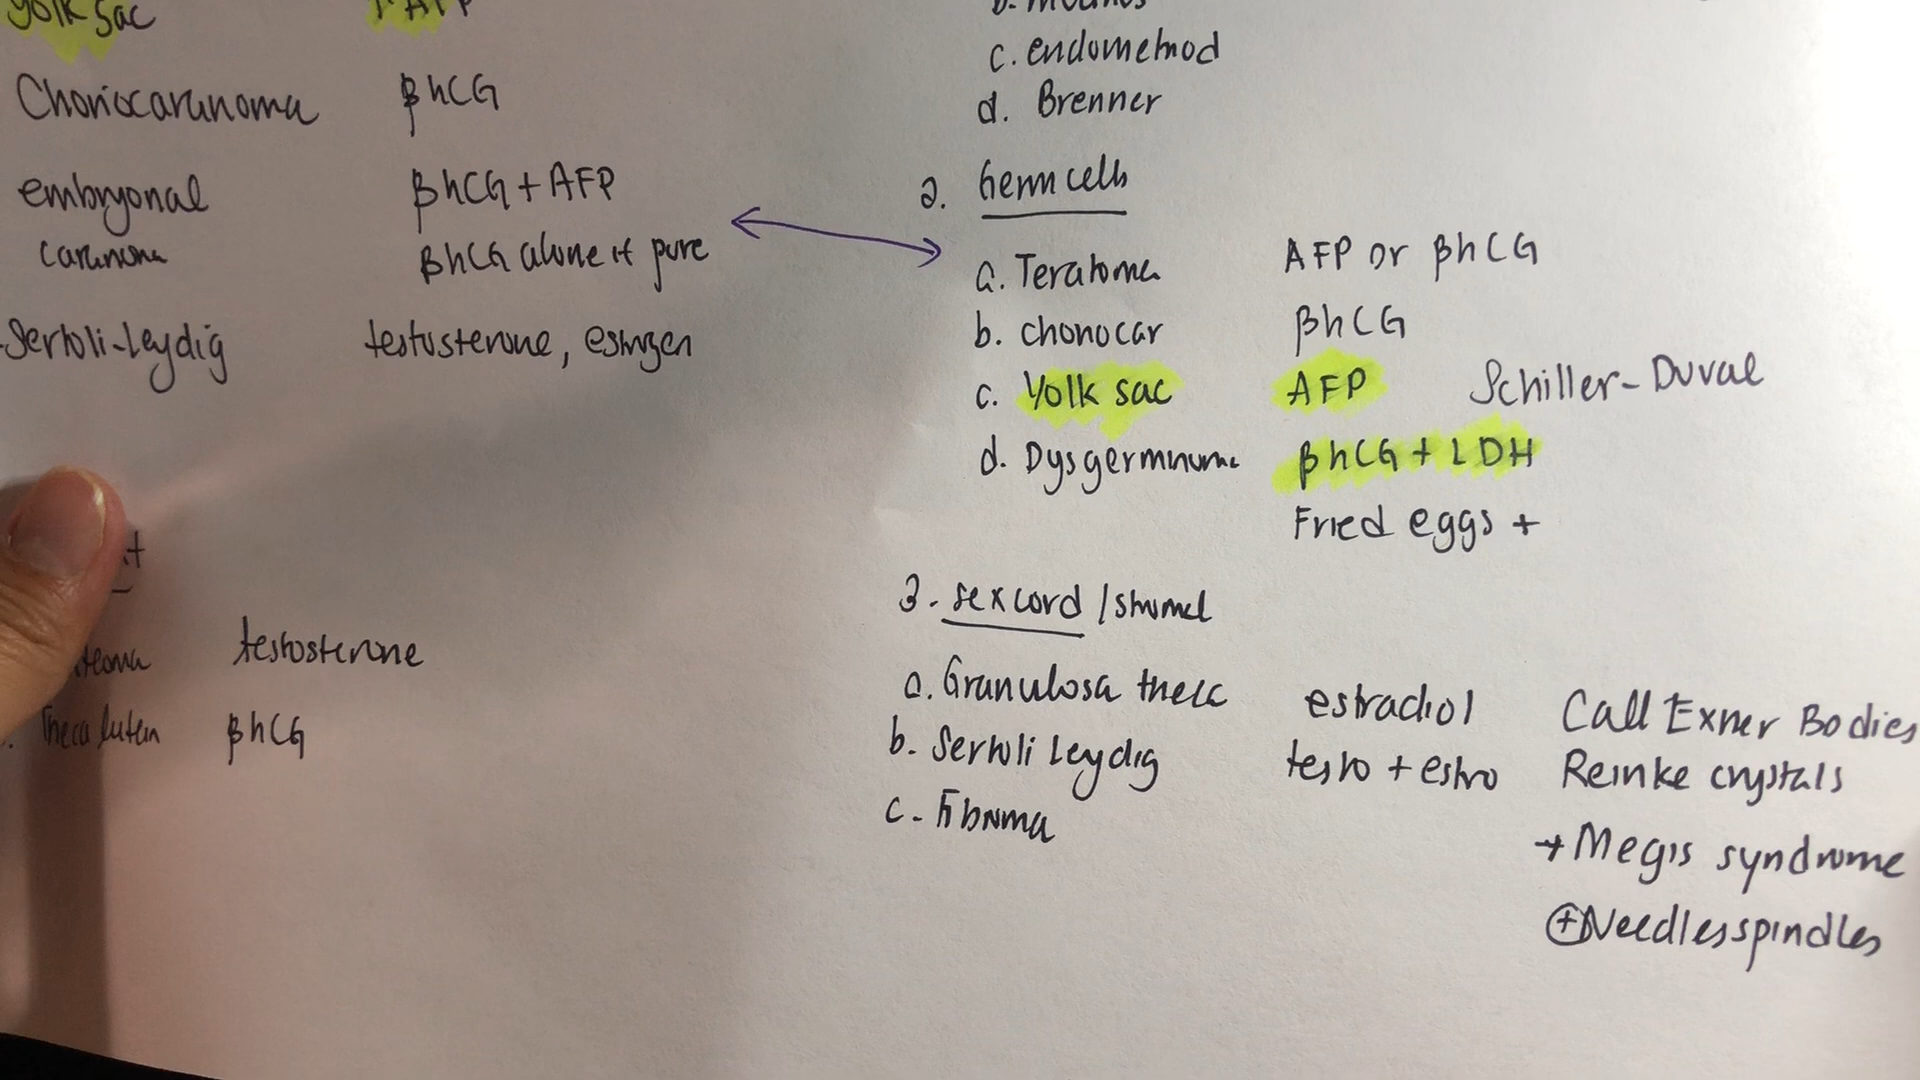 Yolk sac
Choriocarcinoma βhCG
embryonal βhCG + AFP
carcinoma βhCG alone if pure
Sertoli-Leydig testosterone, estrogen
testosterone
Theca lutein βhCG
c. endometriod
d. Brenner
2. Germ cells
a. Teratoma AFP or βhCG
b. choriocar βhCG
c. Yolk sac AFP Schiller-Duval
d. Dysgerminoma βhCG + LDH
Fried eggs +
3. sex cord / stromal
a. Granulosa theca estradiol Call Exner Bodies
b. Sertoli Leydig testo + estro Reinke crystals
c. Fibroma
→ Megis syndrome
⊕ Needles spindles